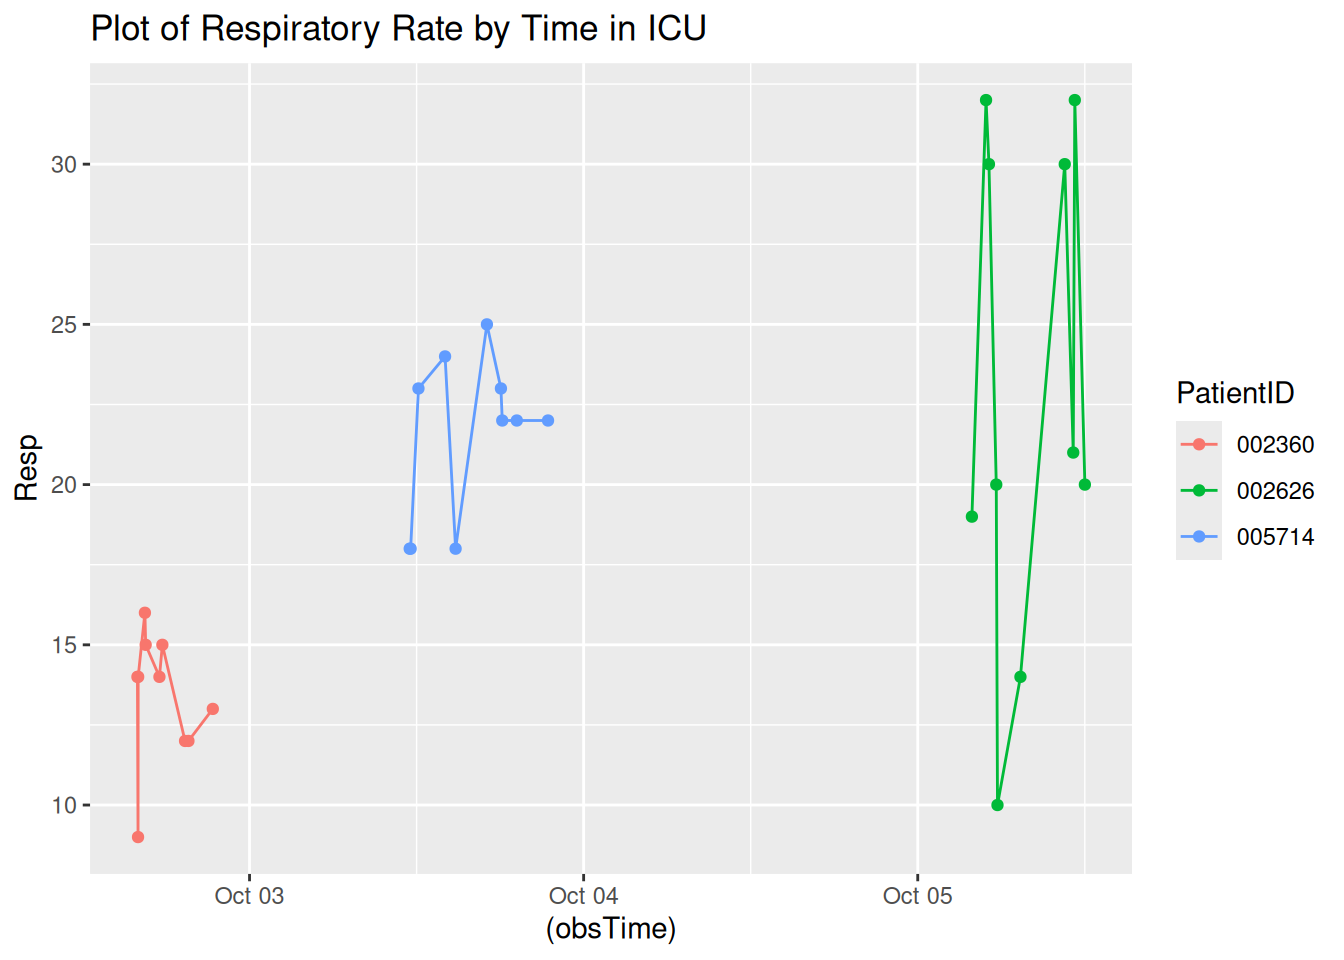 Plot of Respiratory Rate by Time in ICU
30
25
20
15
10
Resp
Oct 03
Oct 04
Oct 05
(obsTime)
PatientID
002360
002626
005714